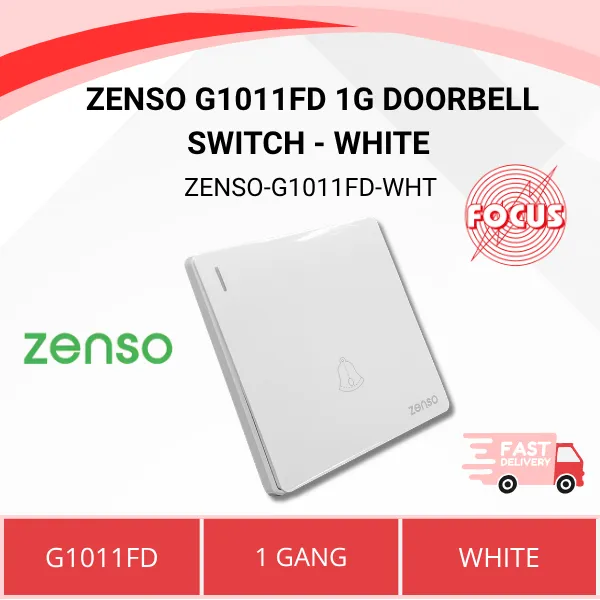 ZENSO G1011FD 1G DOORBELL
SWITCH - WHITE
ZENSO-G1011FD-WHT
FOCUS
zenso
zenso
FAST
DELIVERY
G1011FD
1 GANG
WHITE